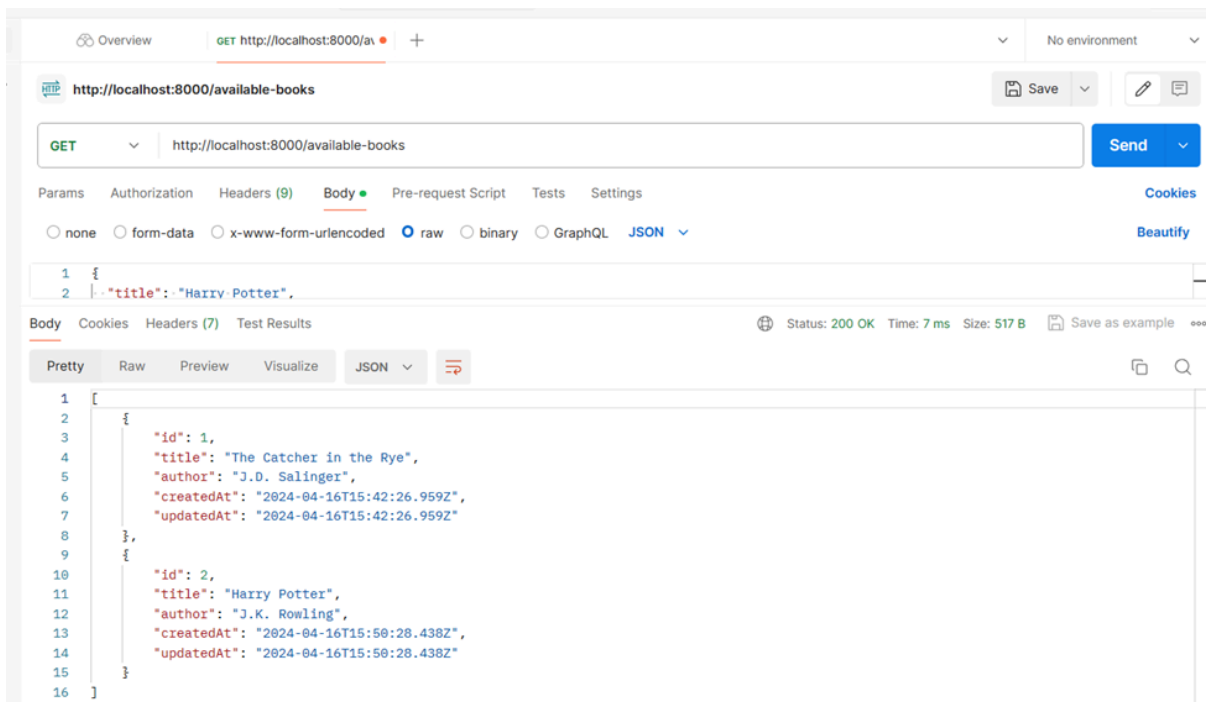 Overview GET http://localhost:8000/av + No environment
HTTP http://localhost:8000/available-books Save
GET http://localhost:8000/available-books Send
Params Authorization Headers (9) Body Pre-request Script Tests Settings Cookies
none form-data x-www-form-urlencoded raw binary GraphQL JSON Beautify
1 {
2 "title": "Harry Potter",
Body Cookies Headers (7) Test Results Status: 200 OK Time: 7 ms Size: 517 B Save as example
Pretty Raw Preview Visualize JSON
1 [
2 {
3 "id": 1,
4 "title": "The Catcher in the Rye",
5 "author": "J.D. Salinger",
6 "createdAt": "2024-04-16T15:42:26.959Z",
7 "updatedAt": "2024-04-16T15:42:26.959Z"
8 },
9 {
10 "id": 2,
11 "title": "Harry Potter",
12 "author": "J.K. Rowling",
13 "createdAt": "2024-04-16T15:50:28.438Z",
14 "updatedAt": "2024-04-16T15:50:28.438Z"
15 }
16 ]